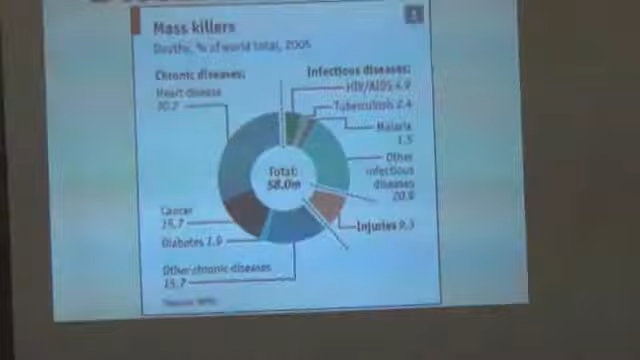 Mass killers
Deaths, % of world total, 2005
Chronic diseases:
Heart disease
30.2
Cancer
15.7
Diabetes 1.9
Other chronic diseases
15.7
Total:
58.0m
Infectious diseases:
HIV/AIDS 4.9
Tuberculosis 2.4
Malaria
1.5
Other
infectious
diseases
20.9
Injuries 9.3